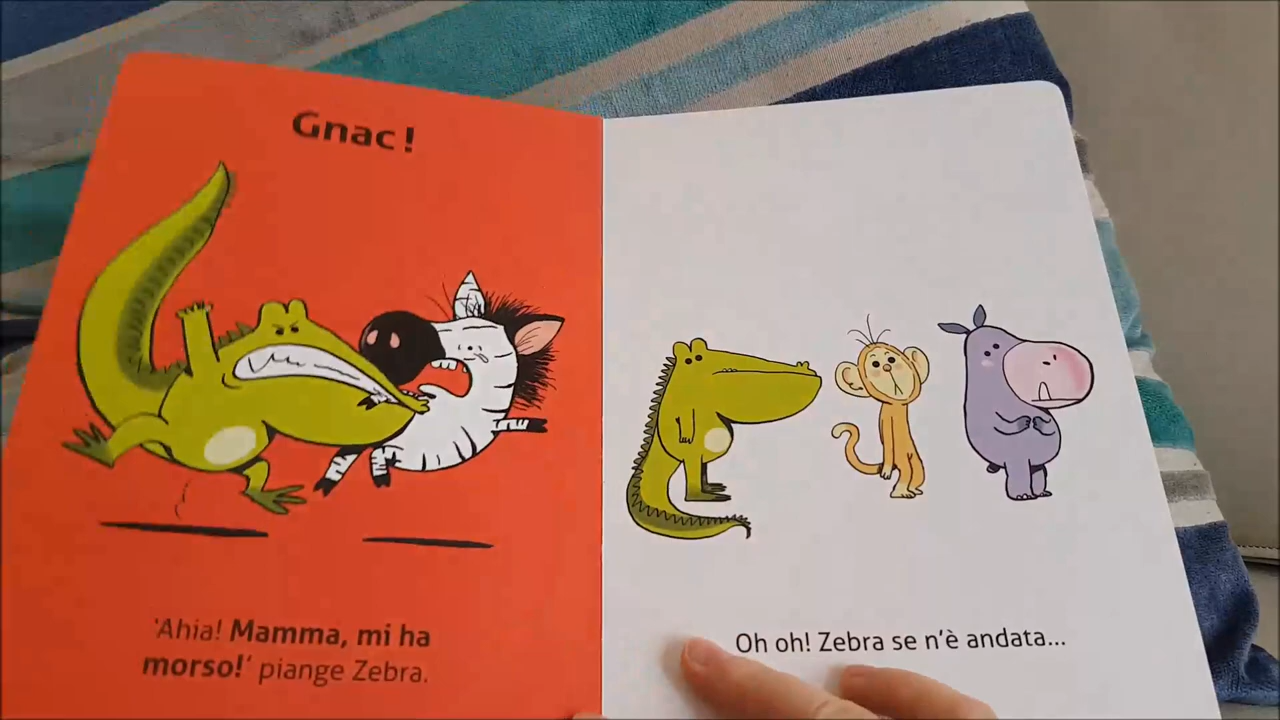 Gnac!
'Ahia! Mamma, mi ha
morso!' piange Zebra.
Oh oh! Zebra se n'è andata...